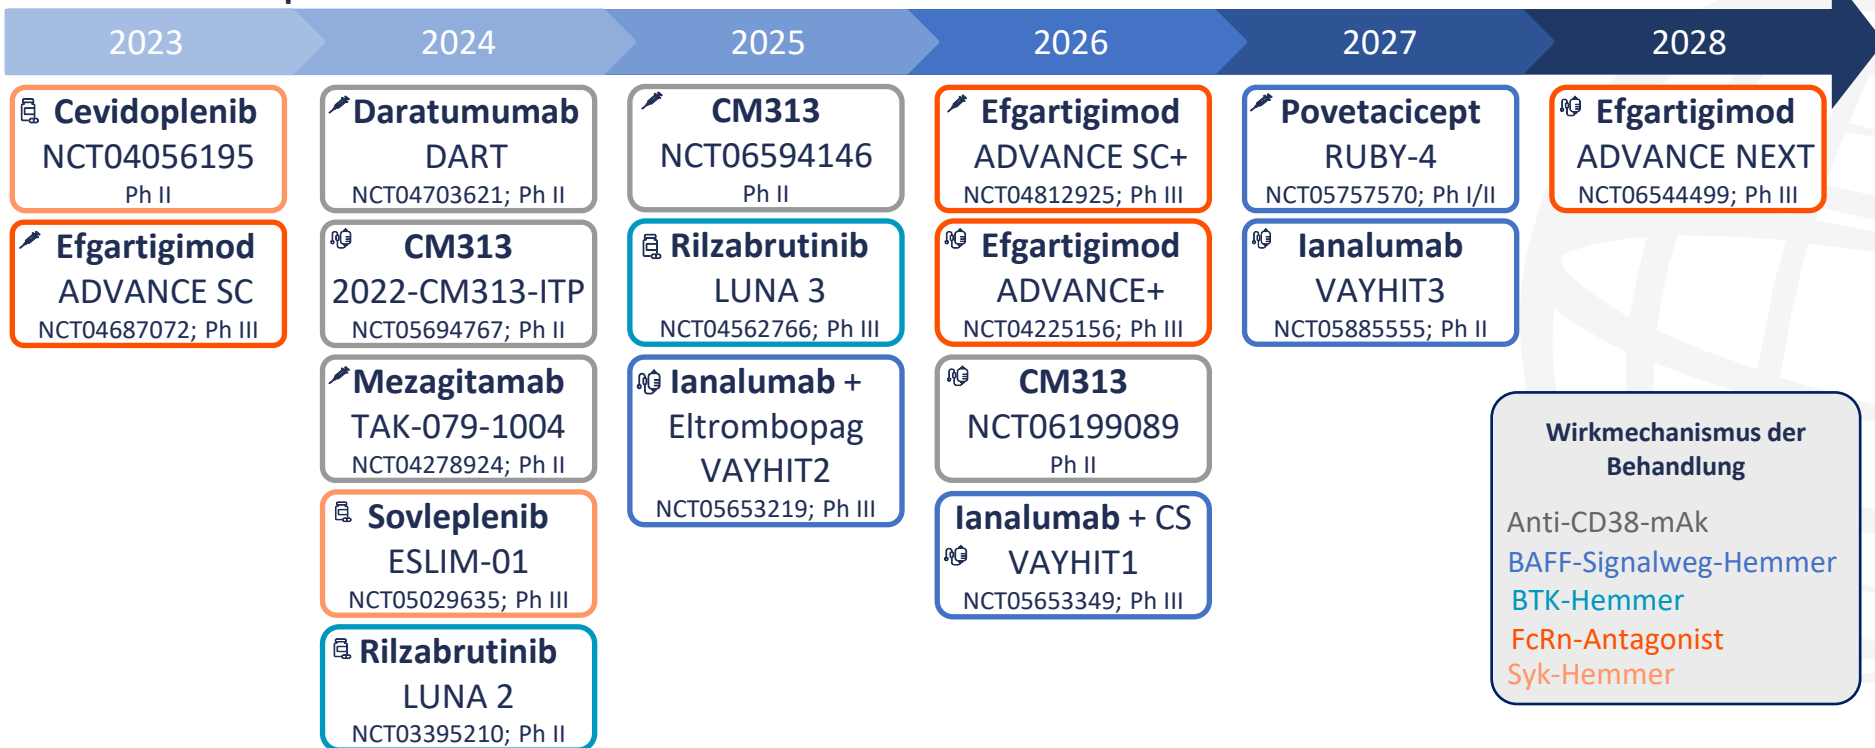 2023
2024
2025
2026
2027
2028
Cevidoplenib
NCT04056195
Ph II
Efgartigimod
ADVANCE SC
NCT04687072; Ph III
Daratumumab
DART
NCT04703621; Ph II
CM313
2022-CM313-ITP
NCT05694767; Ph II
Mezagitamab
TAK-079-1004
NCT04278924; Ph II
Sovleplenib
ESLIM-01
NCT05029635; Ph III
Rilzabrutinib
LUNA 2
NCT03395210; Ph II
CM313
NCT06594146
Ph II
Rilzabrutinib
LUNA 3
NCT04562766; Ph III
Ianalumab +
Eltrombopag
VAYHIT2
NCT05653219; Ph III
Efgartigimod
ADVANCE SC+
NCT04812925; Ph III
Efgartigimod
ADVANCE+
NCT04225156; Ph III
CM313
NCT06199089
Ph II
Ianalumab + CS
VAYHIT1
NCT05653349; Ph III
Povetacicept
RUBY-4
NCT05757570; Ph I/II
Ianalumab
VAYHIT3
NCT05885555; Ph II
Efgartigimod
ADVANCE NEXT
NCT06544499; Ph III
Wirkmechanismus der
Behandlung
Anti-CD38-mAk
BAFF-Signalweg-Hemmer
BTK-Hemmer
FcRn-Antagonist
Syk-Hemmer